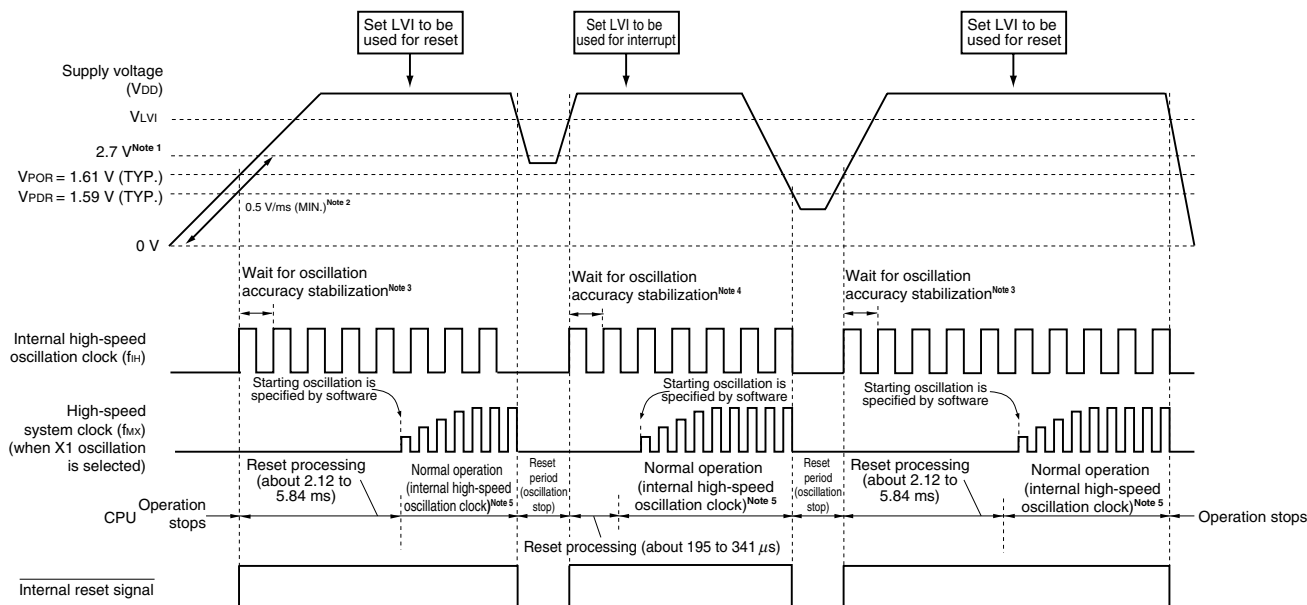 Set LVI to be
used for reset
Set LVI to be
used for interrupt
Set LVI to be
used for reset
Supply voltage
(VDD)
VLVI
2.7 V Note 1
VPOR = 1.61 V (TYP.)
VPDR = 1.59 V (TYP.)
0.5 V/ms (MIN.) Note 2
0 V
Wait for oscillation
accuracy stabilization Note 3
Wait for oscillation
accuracy stabilization Note 4
Wait for oscillation
accuracy stabilization Note 3
Internal high-speed
oscillation clock (fIH)
Starting oscillation is
specified by software
Starting oscillation is
specified by software
Starting oscillation is
specified by software
High-speed
system clock (fMX)
(when X1 oscillation
is selected)
Reset processing
(about 2.12 to
5.84 ms)
Normal operation
(internal high-speed
oscillation clock) Note 5
Reset
period
(oscillation
stop)
Normal operation
(internal high-speed
oscillation clock) Note 5
Reset
period
(oscillation
stop)
Reset processing
(about 2.12 to
5.84 ms)
Normal operation
(internal high-speed
oscillation clock) Note 5
CPU
Operation
stops
Operation stops
Reset processing (about 195 to 341 μs)
Internal reset signal